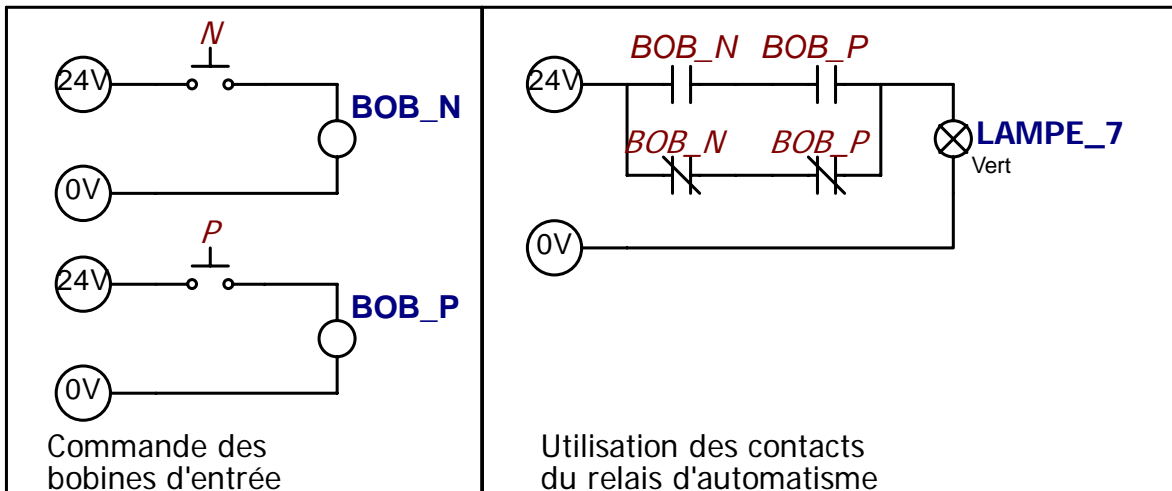 N
24V
BOB_N
0V
P
24V
BOB_P
0V
Commande des
bobines d'entrée
BOB_N BOB_P
24V
BOB_N BOB_P
LAMPE_7
Vert
0V
Utilisation des contacts
du relais d'automatisme